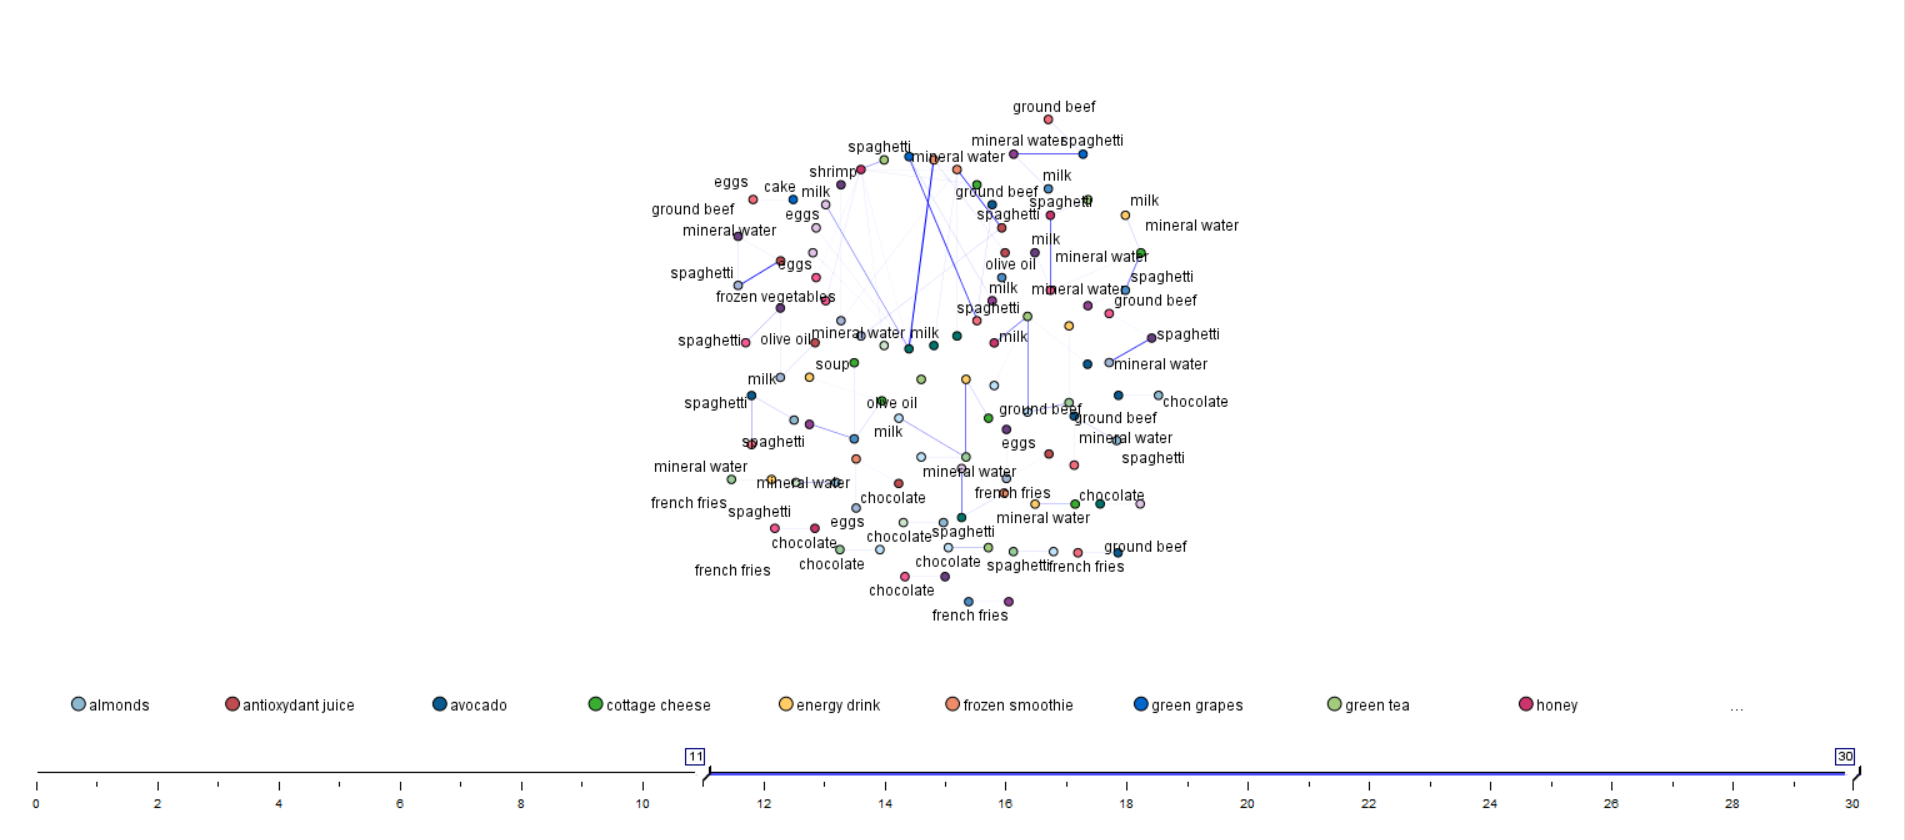 ground beef
mineral water
spaghetti
spaghetti
mineral water
shrimp
milk
eggs
cake
milk
ground beef
spaghetti
milk
ground beef
eggs
spaghetti
mineral water
mineral water
milk
mineral water
eggs
olive oil
spaghetti
spaghetti
milk
mineral water
frozen vegetables
ground beef
spaghetti
mineral water
milk
spaghetti
spaghetti
olive oil
milk
soup
mineral water
milk
spaghetti
olive oil
chocolate
ground beef
ground beef
milk
spaghetti
eggs
mineral water
mineral water
mineral water
spaghetti
mineral water
french fries
chocolate
chocolate
french fries
spaghetti
eggs
mineral water
chocolate
spaghetti
chocolate
ground beef
chocolate
chocolate
spaghetti
french fries
french fries
chocolate
french fries
almonds
antioxydant juice
avocado
cottage cheese
energy drink
frozen smoothie
green grapes
green tea
honey
...
11
30
0 2 4 6 8 10 12 14 16 18 20 22 24 26 28 30